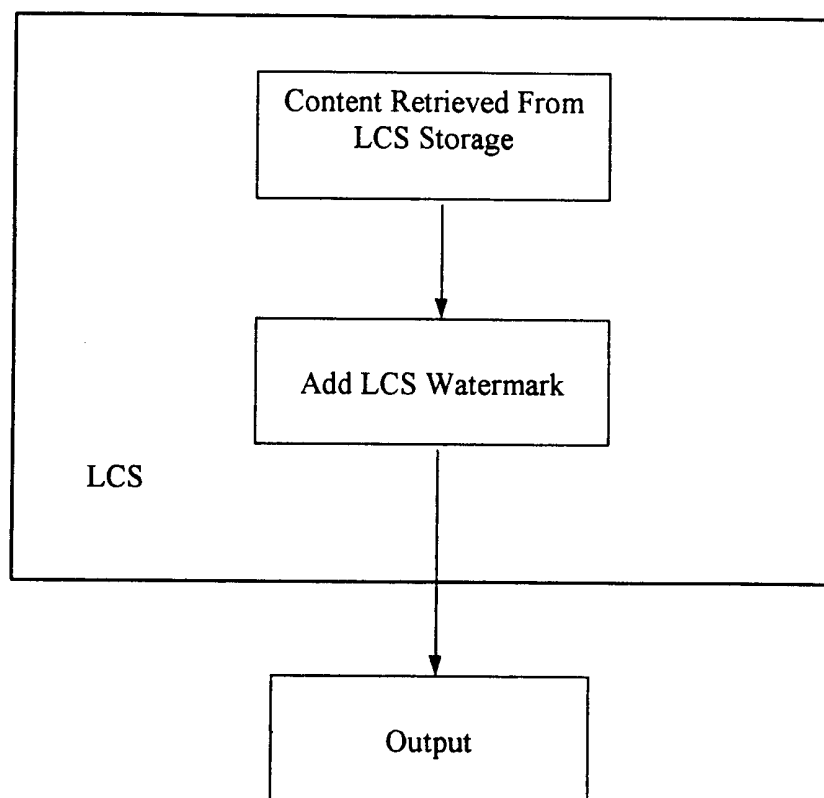 Content Retrieved From
LCS Storage
Add LCS Watermark
LCS
Output